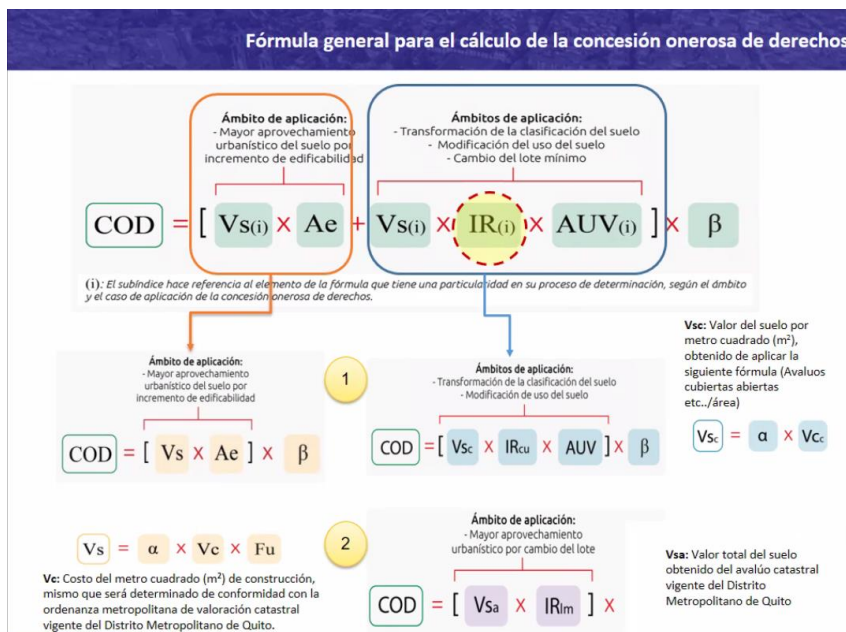 Fórmula general para el cálculo de la concesión onerosa de derechos
Ámbito de aplicación:
- Mayor aprovechamiento
urbanístico del suelo por
incremento de edificabilidad
Ámbitos de aplicación:
- Transformación de la clasificación del suelo
- Modificación del uso del suelo
- Cambio del lote mínimo
COD = [ Vs(i) x Ae + Vs(i) x IR(i) x AUV(i) ] x β
(i): El subíndice hace referencia al elemento de la fórmula que tiene una particularidad en su proceso de determinación, según el ámbito
y el caso de aplicación de la concesión onerosa de derechos.
Ámbito de aplicación:
- Mayor aprovechamiento
urbanístico del suelo por
incremento de edificabilidad
COD = [ Vs x Ae ] x β
1
Ámbitos de aplicación:
- Transformación de la clasificación del suelo
- Modificación de uso del suelo
COD = [ Vsc x IRcu x AUV ] x β
Vsc: Valor del suelo por
metro cuadrado (m²),
obtenido de aplicar la
siguiente fórmula (Avaluos
cubiertas abiertas
etc../área)
Vsc = α x Vcc
Vs = α x Vc x Fu
Vc: Costo del metro cuadrado (m²) de construcción,
mismo que será determinado de conformidad con la
ordenanza metropolitana de valoración catastral
vigente del Distrito Metropolitano de Quito.
2
Ámbito de aplicación:
- Mayor aprovechamiento
urbanístico por cambio del lote
COD = [ Vsa x IRlm ] x
Vsa: Valor total del suelo
obtenido del avalúo catastral
vigente del Distrito
Metropolitano de Quito